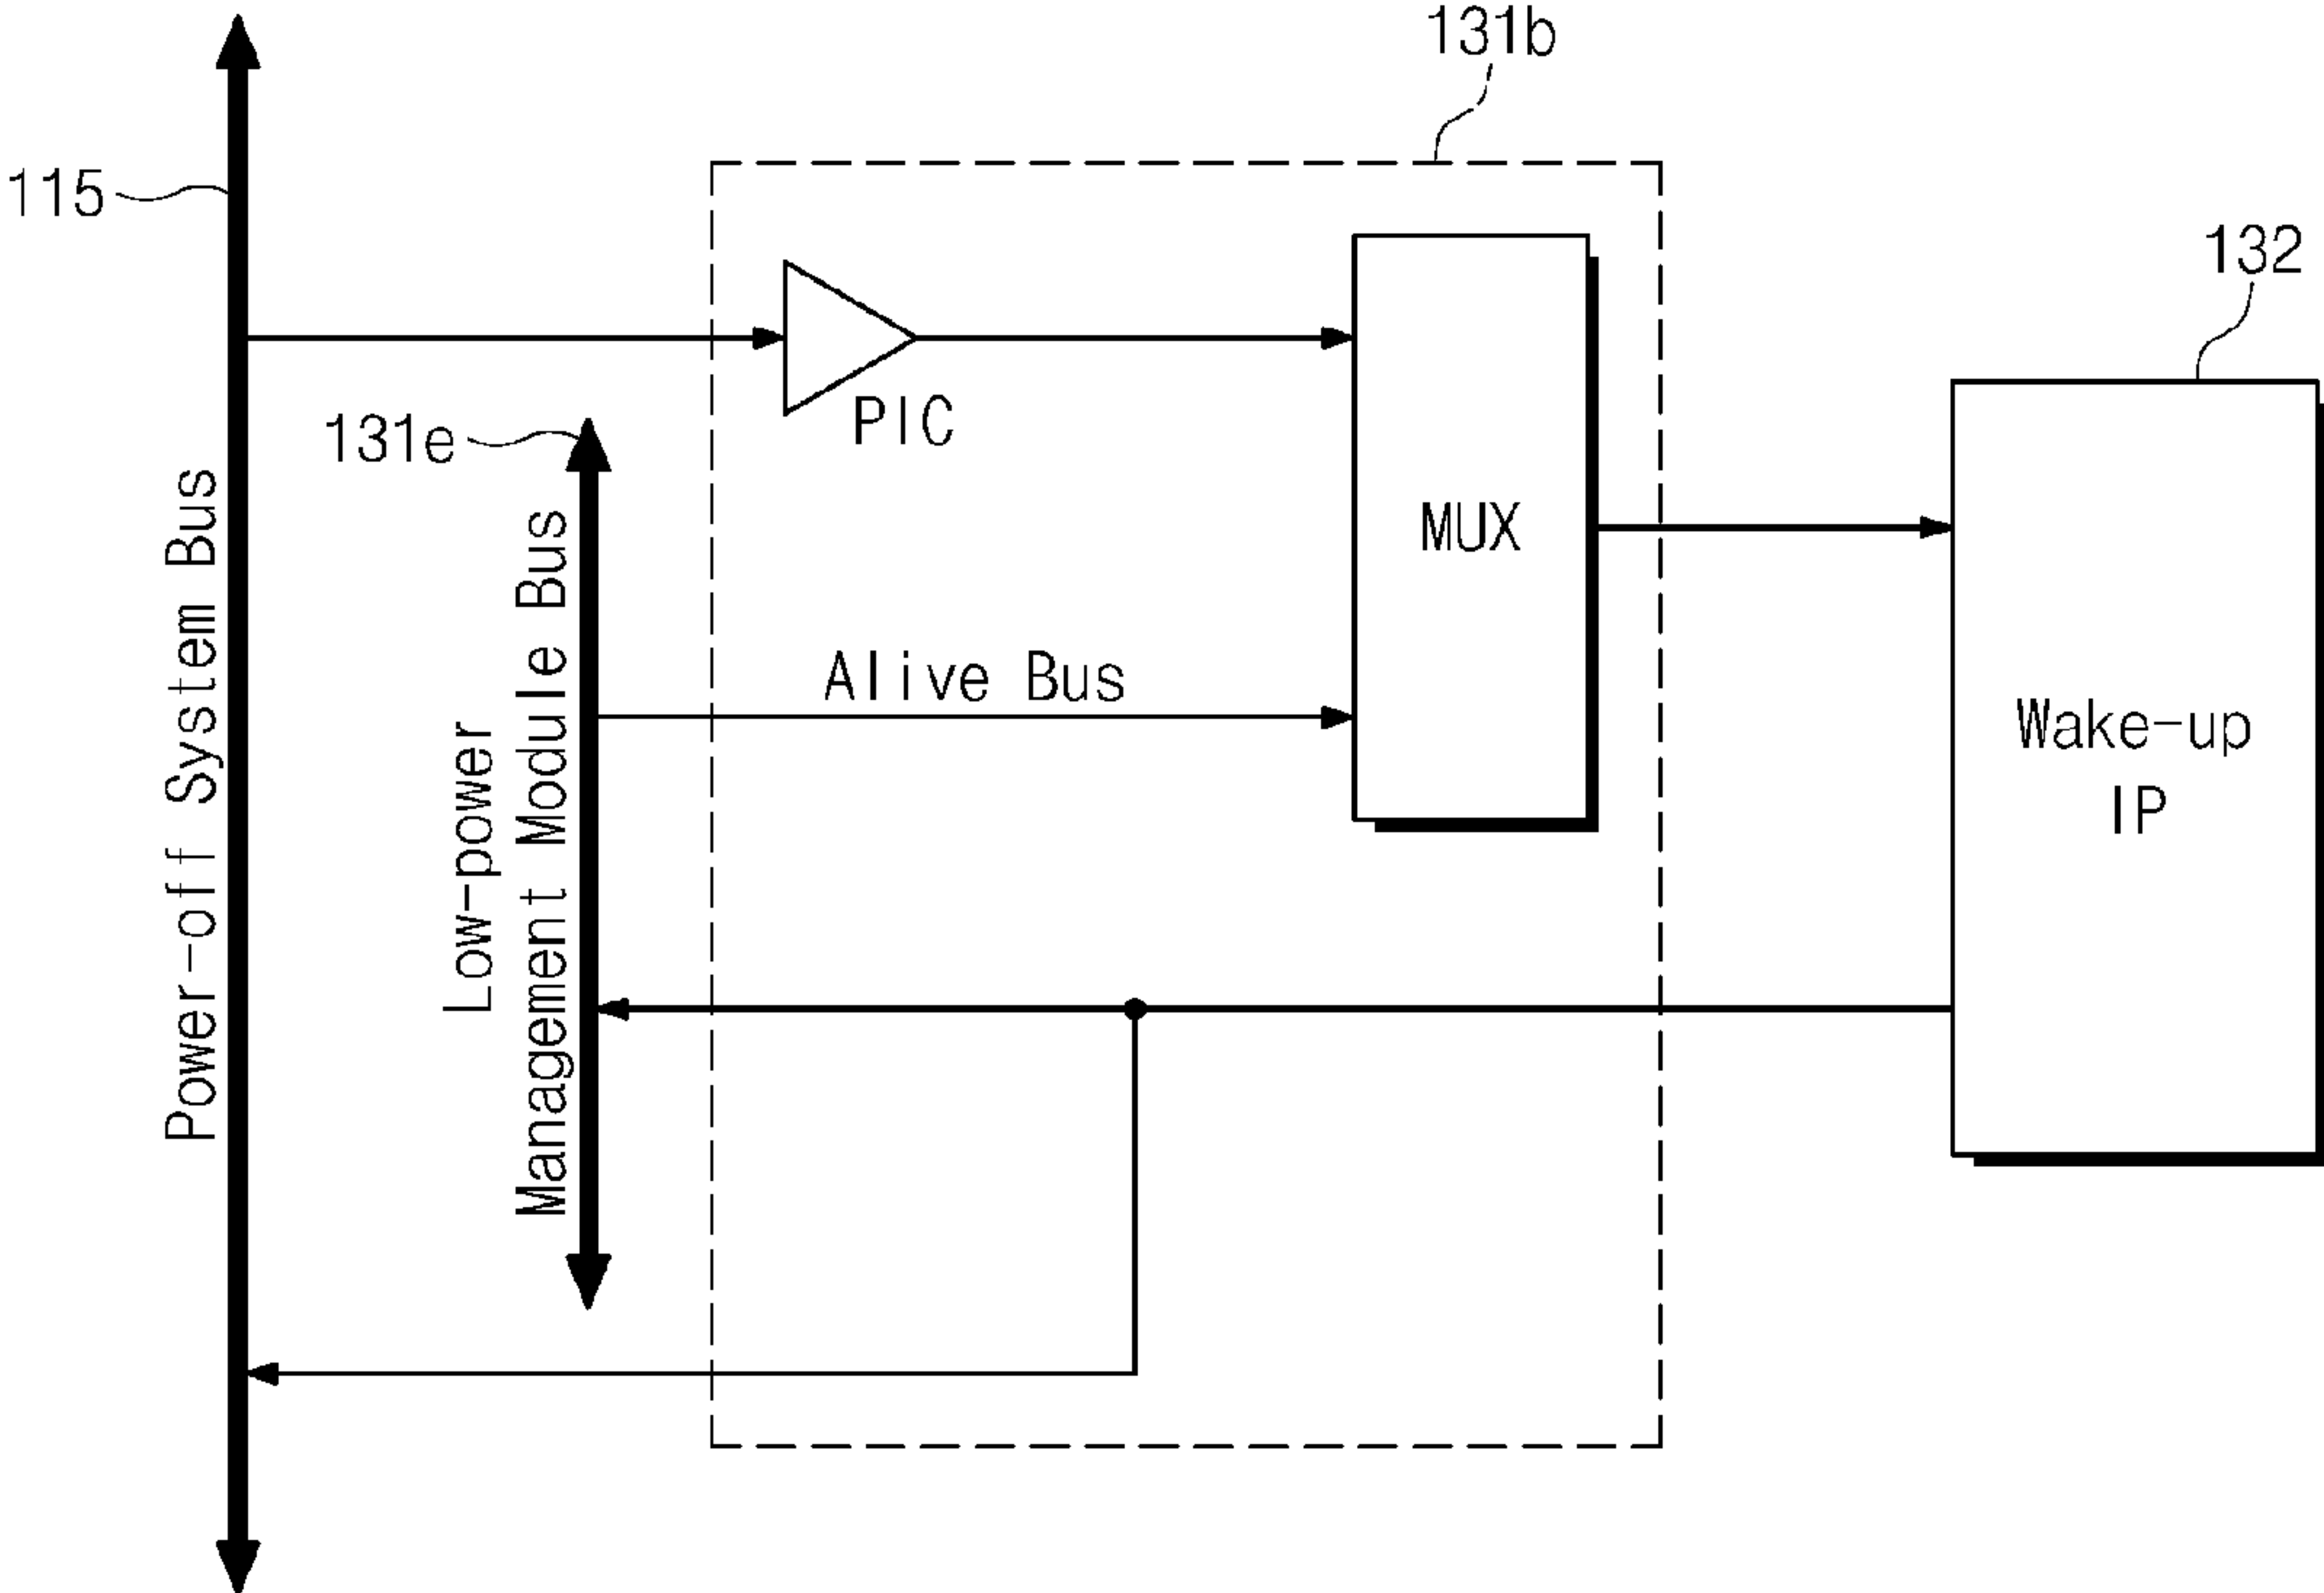 131b
115
132
PIC
131e
MUX
Power-off System Bus
Low-power
Management Module Bus
Alive Bus
Wake-up
IP